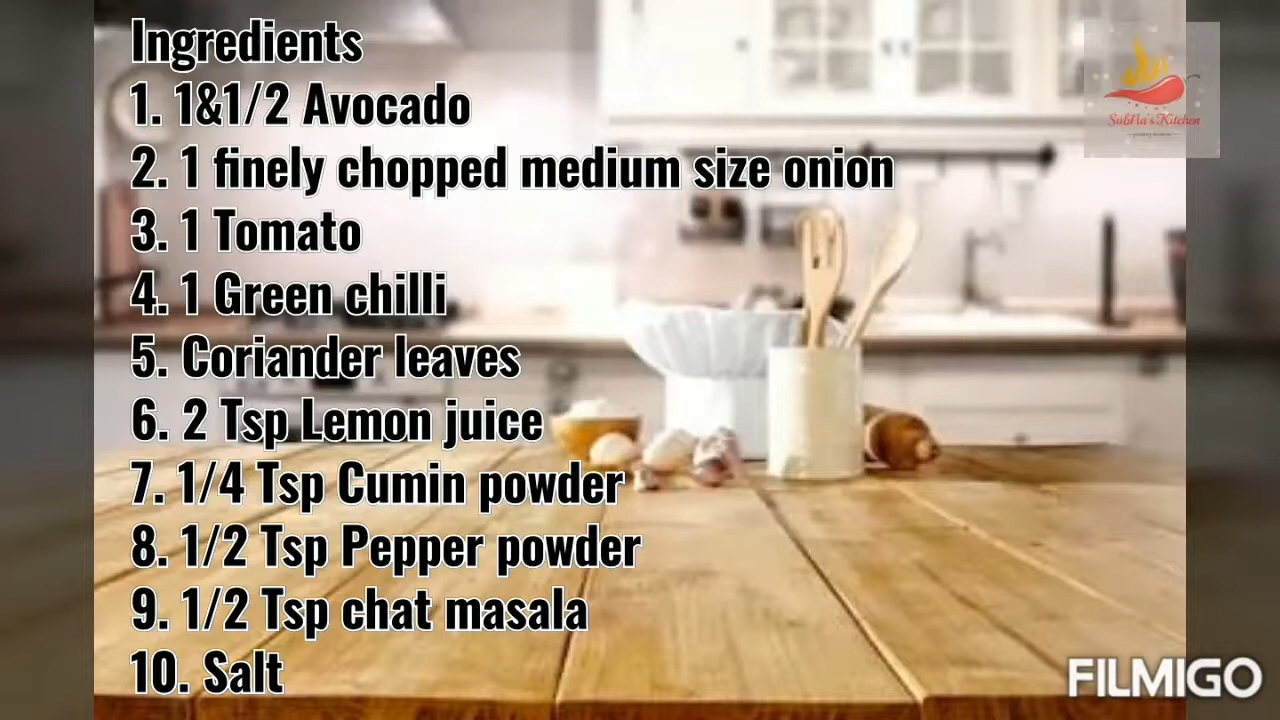 Ingredients
1. 1&1/2 Avocado
2. 1 finely chopped medium size onion
3. 1 Tomato
4. 1 Green chilli
5. Coriander leaves
6. 2 Tsp Lemon juice
7. 1/4 Tsp Cumin powder
8. 1/2 Tsp Pepper powder
9. 1/2 Tsp chat masala
10. Salt
SabNa's Kitchen
FILMIGO